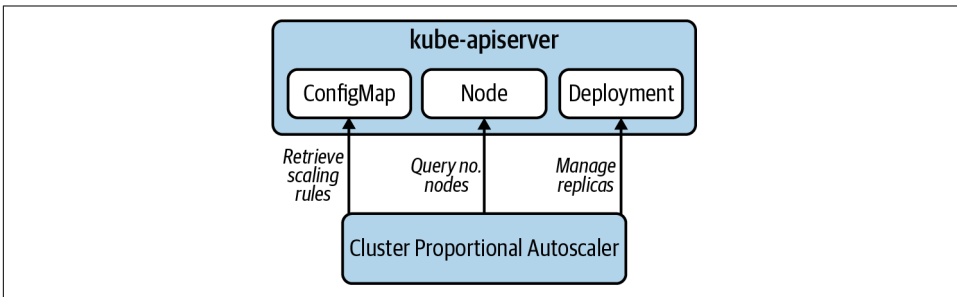 kube-apiserver
ConfigMap
Node
Deployment
Retrieve
scaling
rules
Query no.
nodes
Manage
replicas
Cluster Proportional Autoscaler